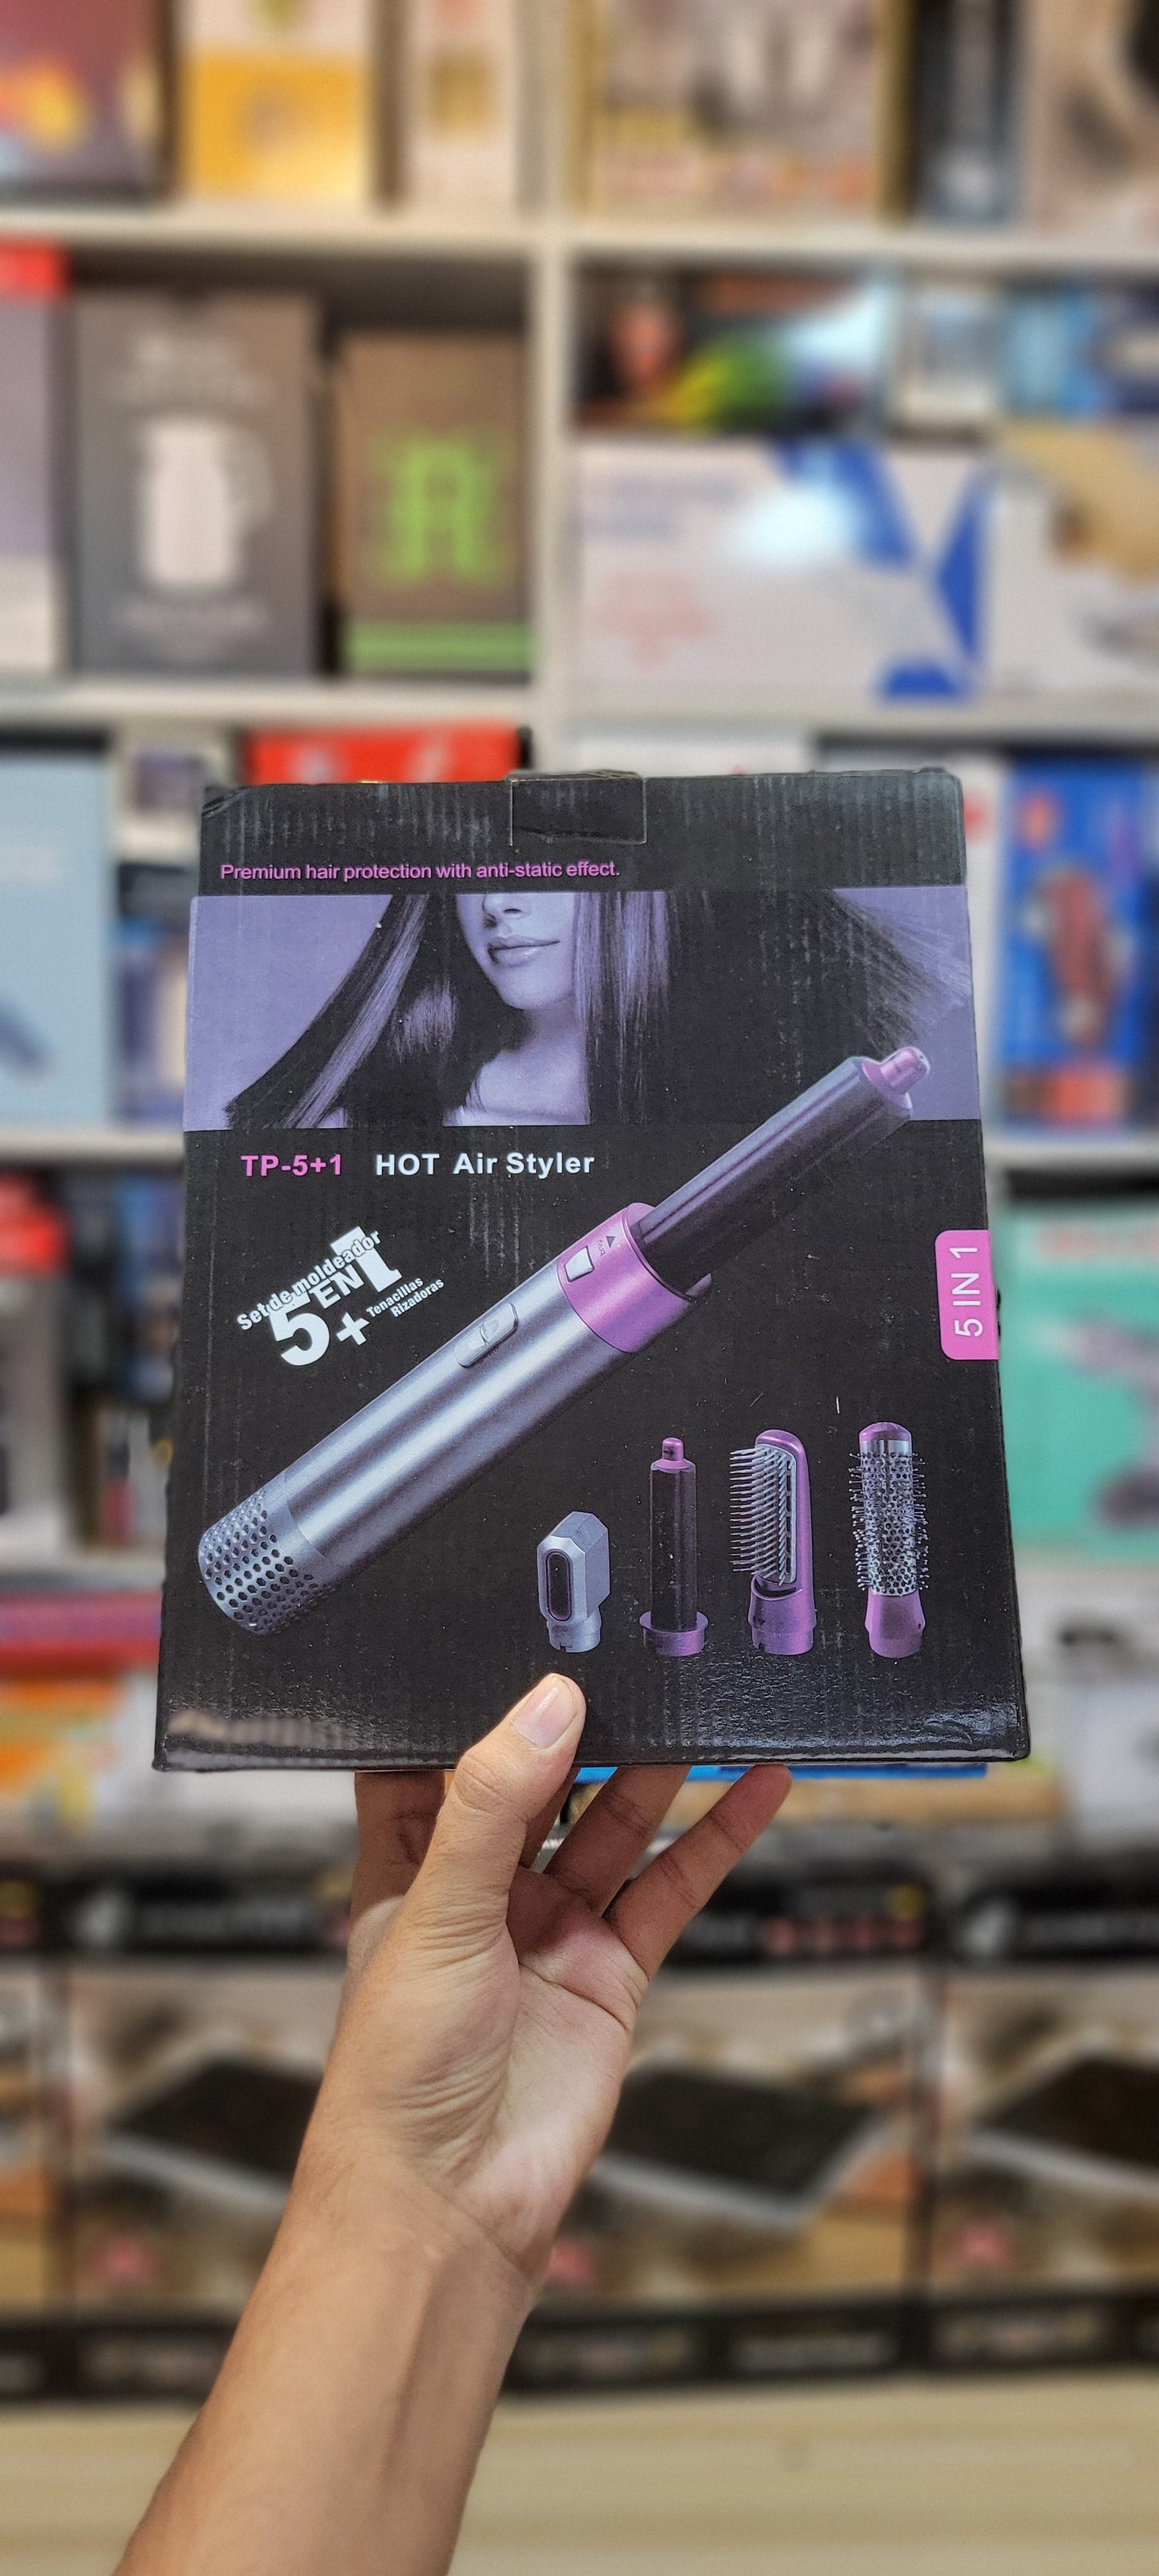 Premium hair protection with anti-static effect.
TP-5+1 HOT Air Styler
Set de moldeador
5 EN 1
+ Tenacillas
Rizadoras
5 IN 1